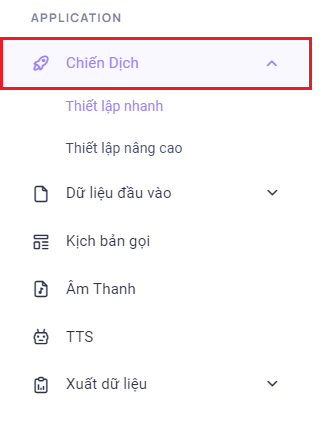 APPLICATION
Chiến Dịch
Thiết lập nhanh
Thiết lập nâng cao
Dữ liệu đầu vào
Kịch bản gọi
Âm Thanh
TTS
Xuất dữ liệu